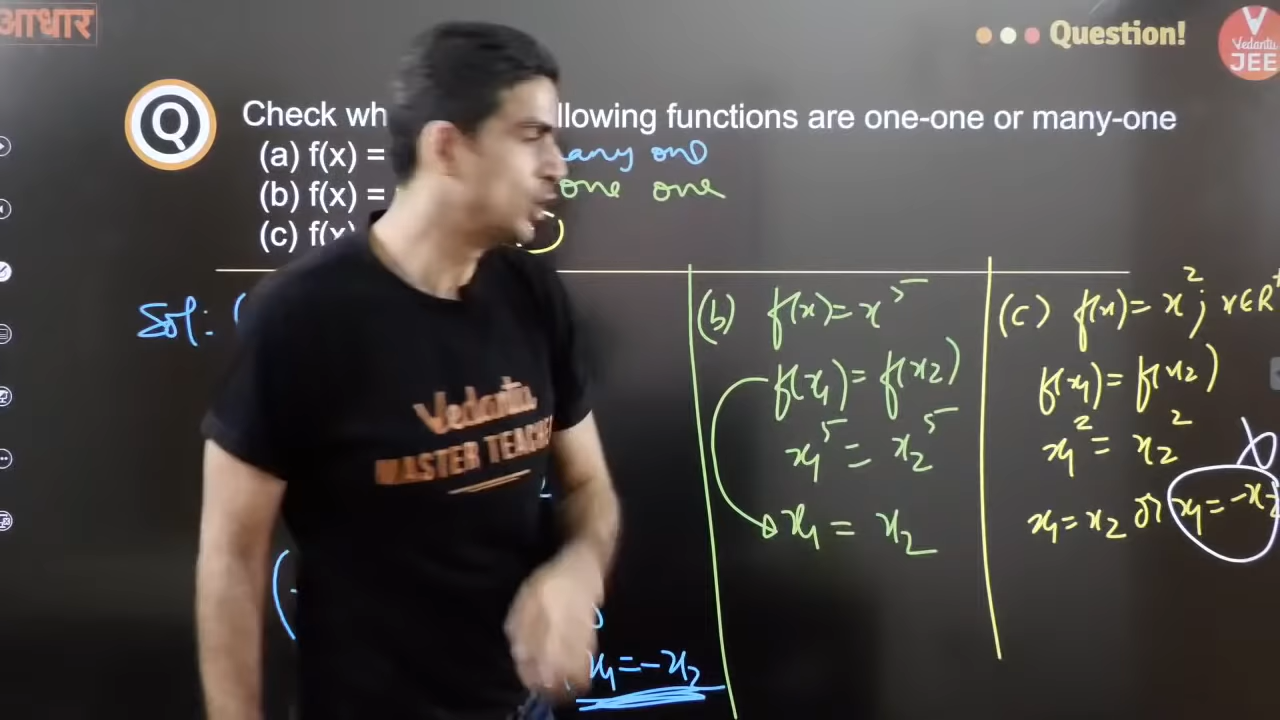 आधार
Question!
Vedantu
JEE
Q
Check wh llowing functions are one-one or many-one
(a) f(x) = any one
(b) f(x) = one one
(c) f(x)
Sol: (
(b) f(x) = x⁵
f(x₁) = f(x₂)
x₁⁵ = x₂⁵
x₁ = x₂
(c) f(x) = x²; x∈R⁺
f(x₁) = f(x₂)
x₁² = x₂²
x₁ = x₂ or x₁ = -x₂
x₁ = -x₂
Vedantu
MASTER TEACHE